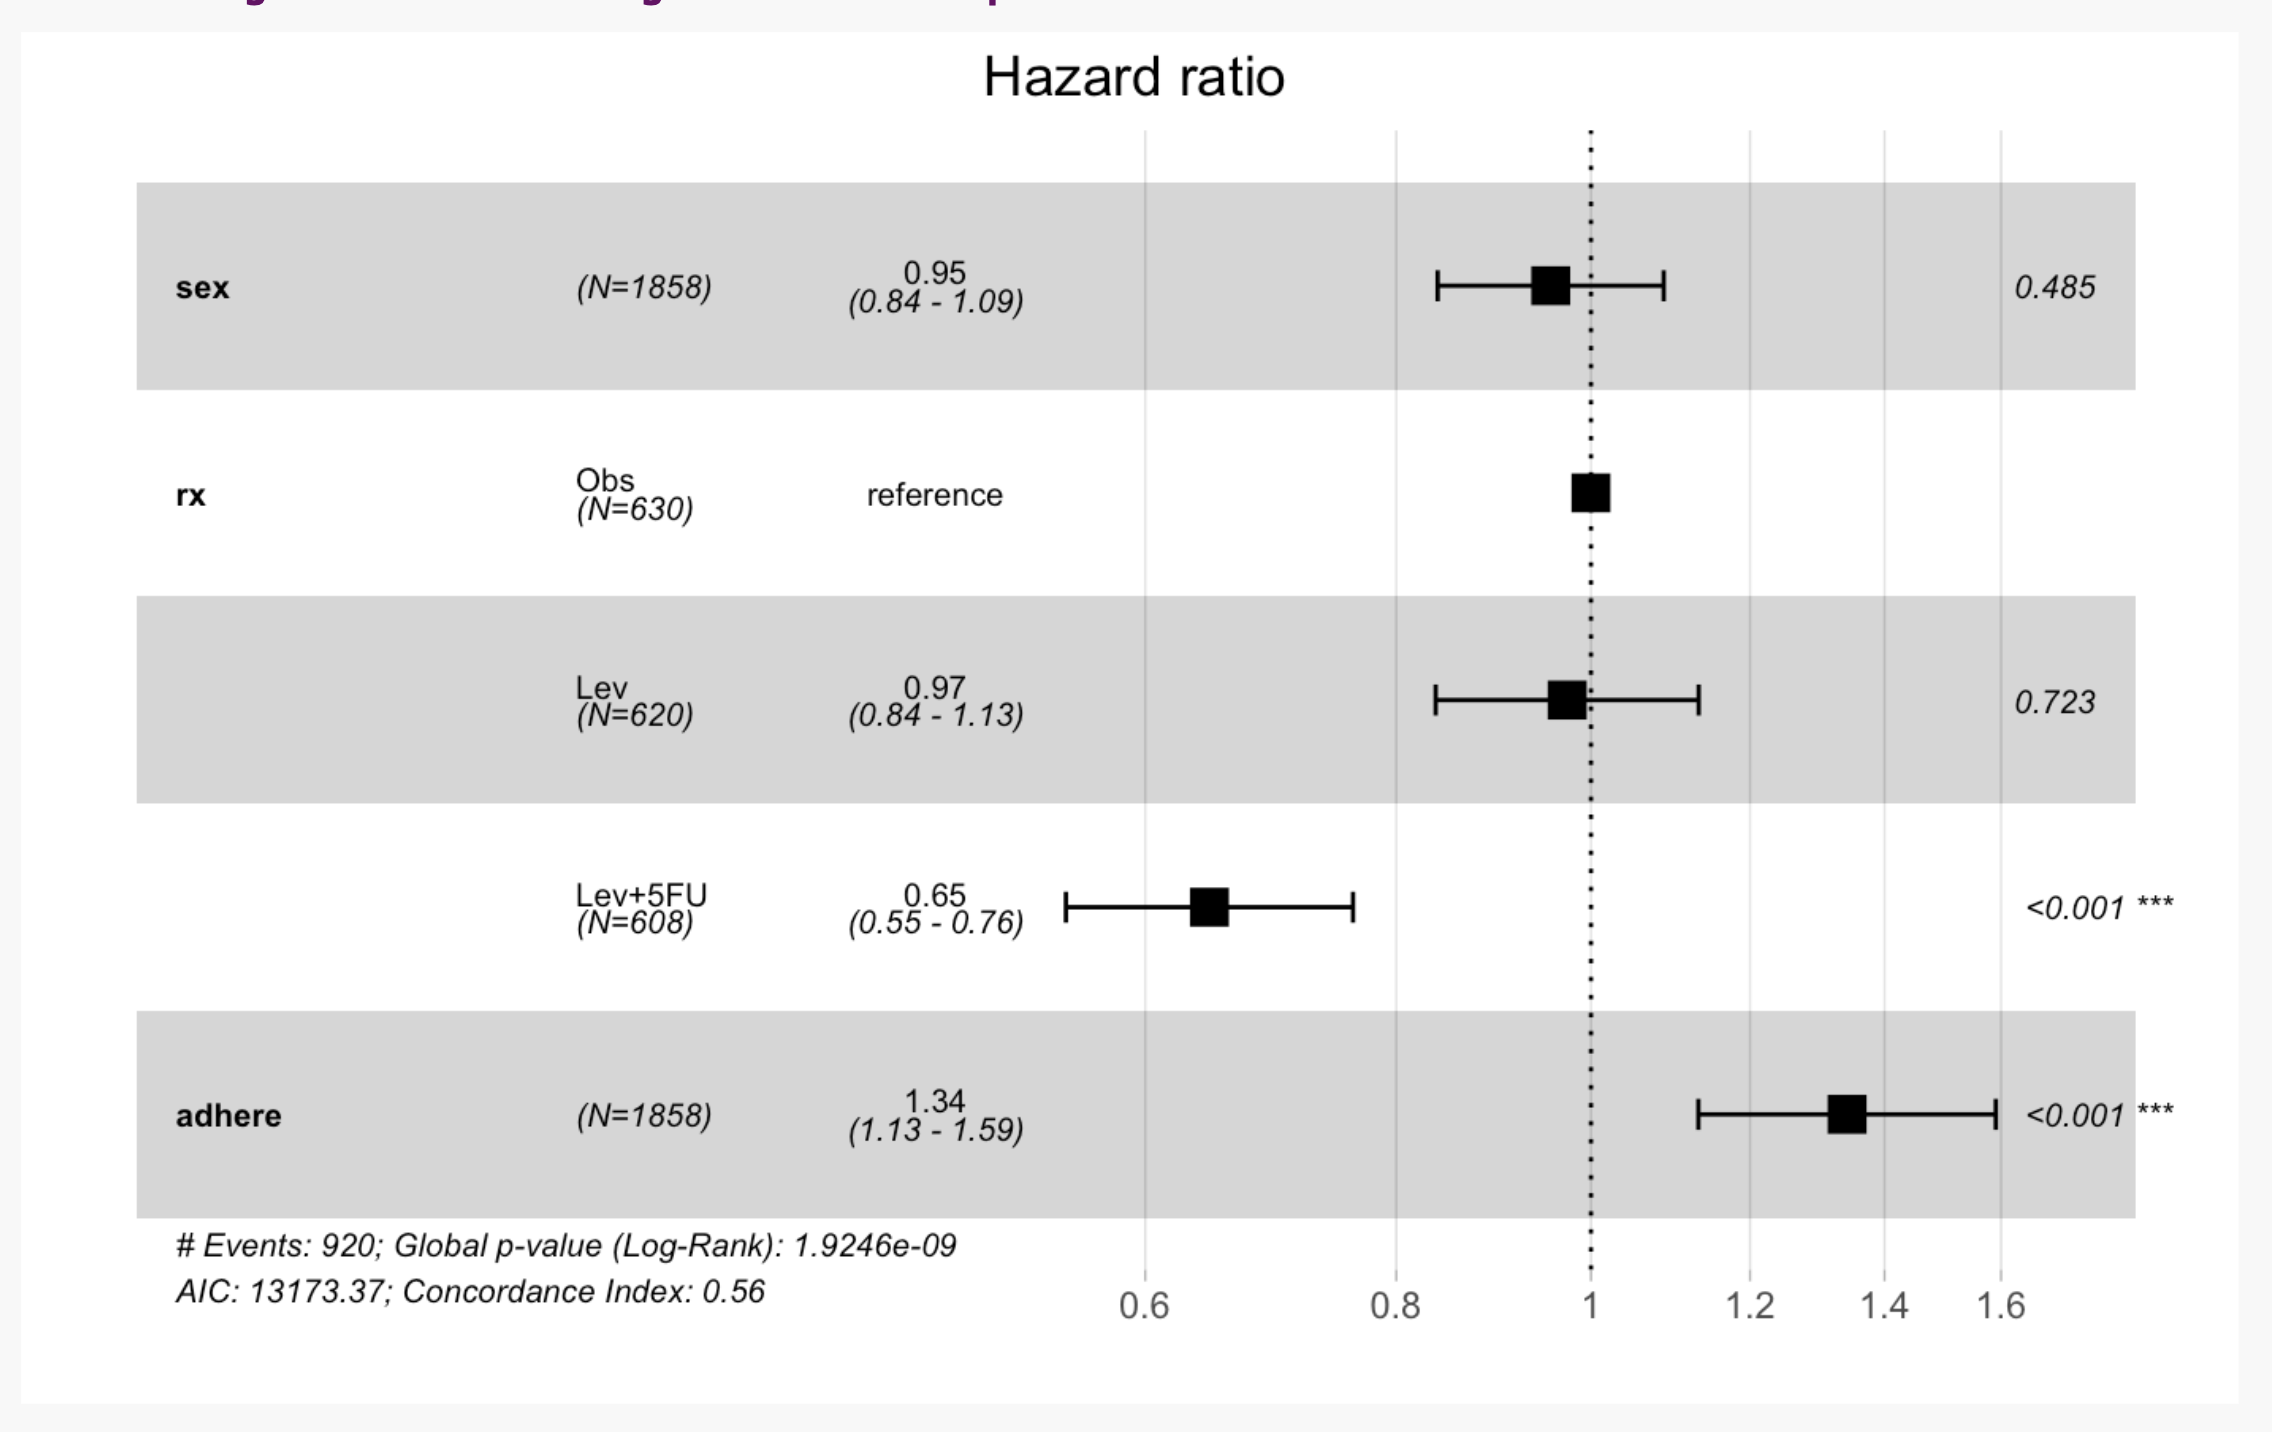 Hazard ratio
sex (N=1858) 0.95 0.485
(0.84 - 1.09)
rx Obs reference
(N=630)
Lev 0.97 0.723
(N=620) (0.84 - 1.13)
Lev+5FU 0.65 <0.001 ***
(N=608) (0.55 - 0.76)
adhere (N=1858) 1.34 <0.001 ***
(1.13 - 1.59)
# Events: 920; Global p-value (Log-Rank): 1.9246e-09
AIC: 13173.37; Concordance Index: 0.56
0.6 0.8 1 1.2 1.4 1.6